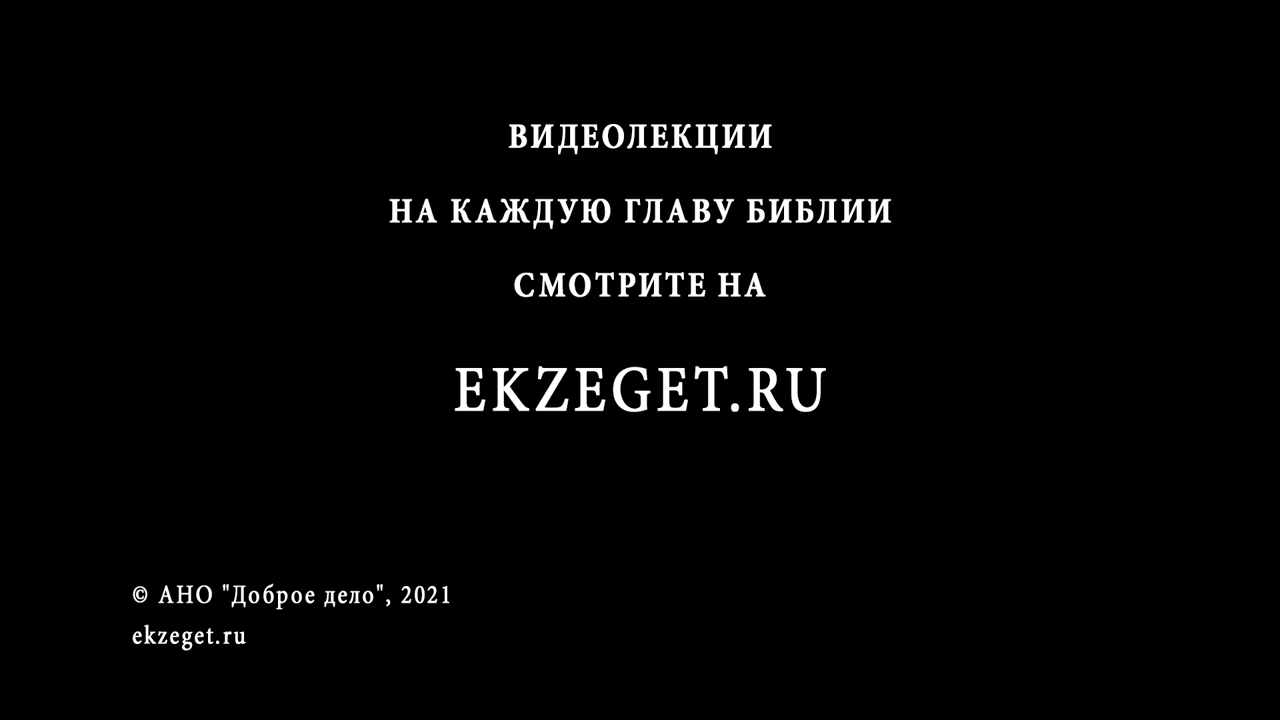 ВИДЕОЛЕКЦИИ
НА КАЖДУЮ ГЛАВУ БИБЛИИ
СМОТРИТЕ НА
EKZEGET.RU
© АНО "Доброе дело", 2021
ekzeget.ru